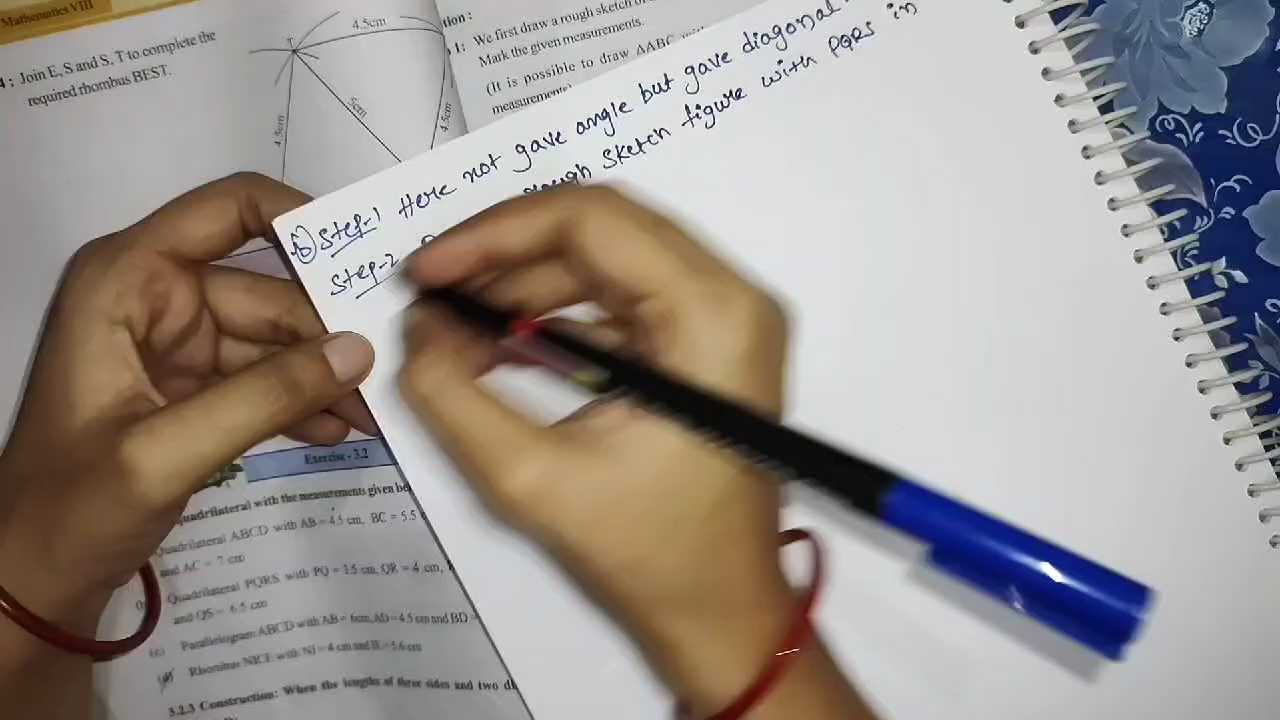 Mathematics VIII
4 : Join E, S and S, T to complete the
required rhombus BEST.
4.5cm
T
5cm
4.5cm
4.5cm
tion :
1: We first draw a rough sketch of
Mark the given measurements.
(It is possible to draw ΔABC with
measurements)
(b) Step-1 Here not gave angle but gave diagonal.
Step-2 rough sketch figure with PQRS in
Exercise - 3.2
quadrilateral with the measurements given be
Quadrilateral ABCD with AB = 4.5 cm, BC = 5.5
and AC = 7 cm
Quadrilateral PQRS with PQ = 3.5 cm, QR = 4 cm,
and QS = 6.5 cm
(c) Parallelogram ABCD with AB = 6cm, AD = 4.5 cm and BD
(d) Rhombus NICE with NI = 4 cm and IE = 5.6 cm
3.2.3 Construction: When the lengths of three sides and two di